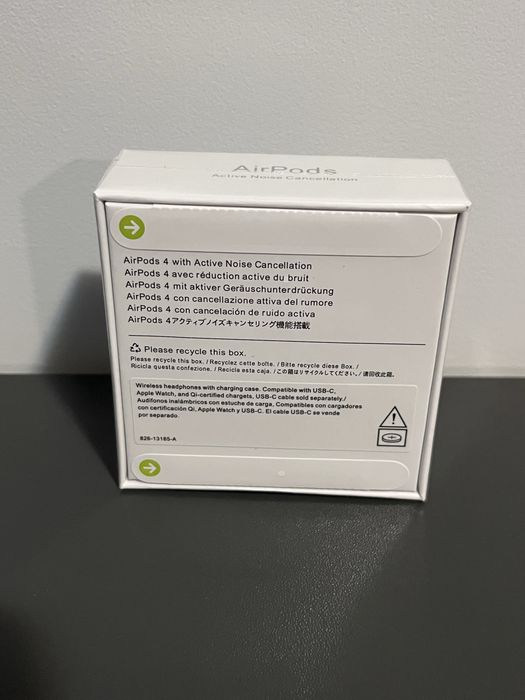 AirPods
Active Noise Cancellation
AirPods 4 with Active Noise Cancellation
AirPods 4 avec réduction active du bruit
AirPods 4 mit aktiver Geräuschunterdrückung
AirPods 4 con cancellazione attiva del rumore
AirPods 4 con cancelación de ruido activa
AirPods 4アクティブノイズキャンセリング機能搭載
Please recycle this box.
Please recycle this box. / Recyclez cette boîte. / Bitte recycle diese Box. /
Ricicla questa confezione. / Recicla esta caja. / この箱はリサイクルしてください。/ 请回收此箱。
Wireless headphones with charging case. Compatible with USB-C,
Apple Watch, and Qi-certified chargets, USB-C cable sold separately./
Audífonos inalámbricos con estuche de carga, Compatibles con cargadores
con certificación Qi, Apple Watch y USB-C. El cable USB-C se vende
por separado.
826-13185-A